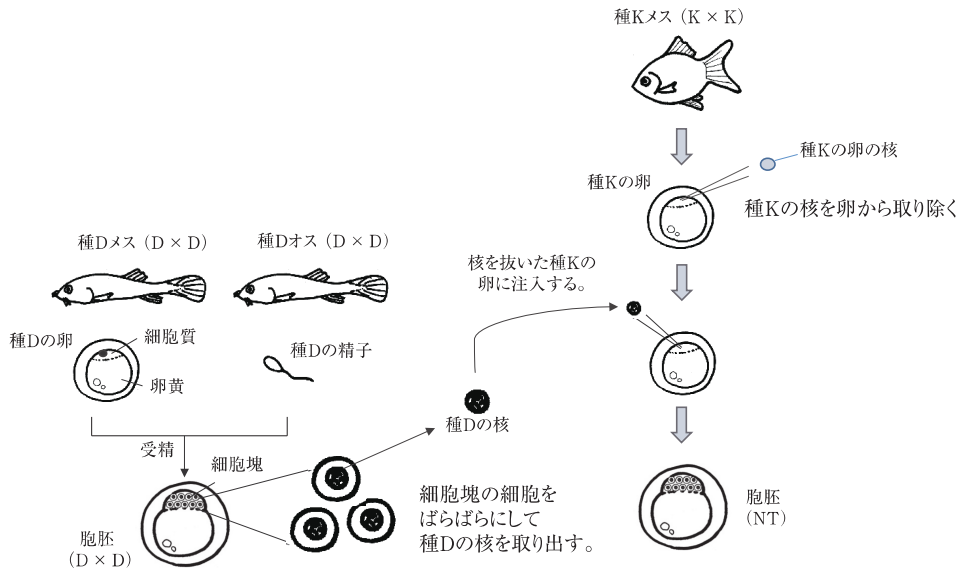 種Kメス（K × K）
種Kの卵の核
種Kの卵
種Kの核を卵から取り除く
種Dメス（D × D）
種Dオス（D × D）
核を抜いた種Kの
卵に注入する。
種Dの卵
細胞質
卵黄
種Dの精子
種Dの核
受精
細胞塊
細胞塊の細胞を
ばらばらにして
種Dの核を取り出す。
胞胚
（D × D）
胞胚
（NT）